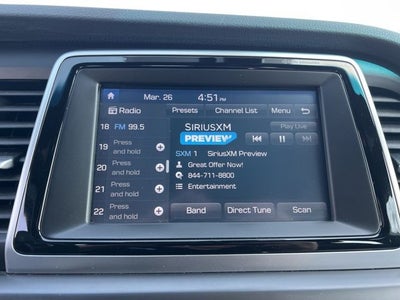 Mar. 26 4:51 PM
Radio Presets Channel List Menu
18 FM 99.5
19 Press and hold
20 Press and hold
21 Press and hold
22 Press and hold
SIRIUSXM
PREVIEW
Play Live
SXM 1 SiriusXM Preview
Great Offer Now!
844-711-8800
Entertainment
Band Direct Tune Scan